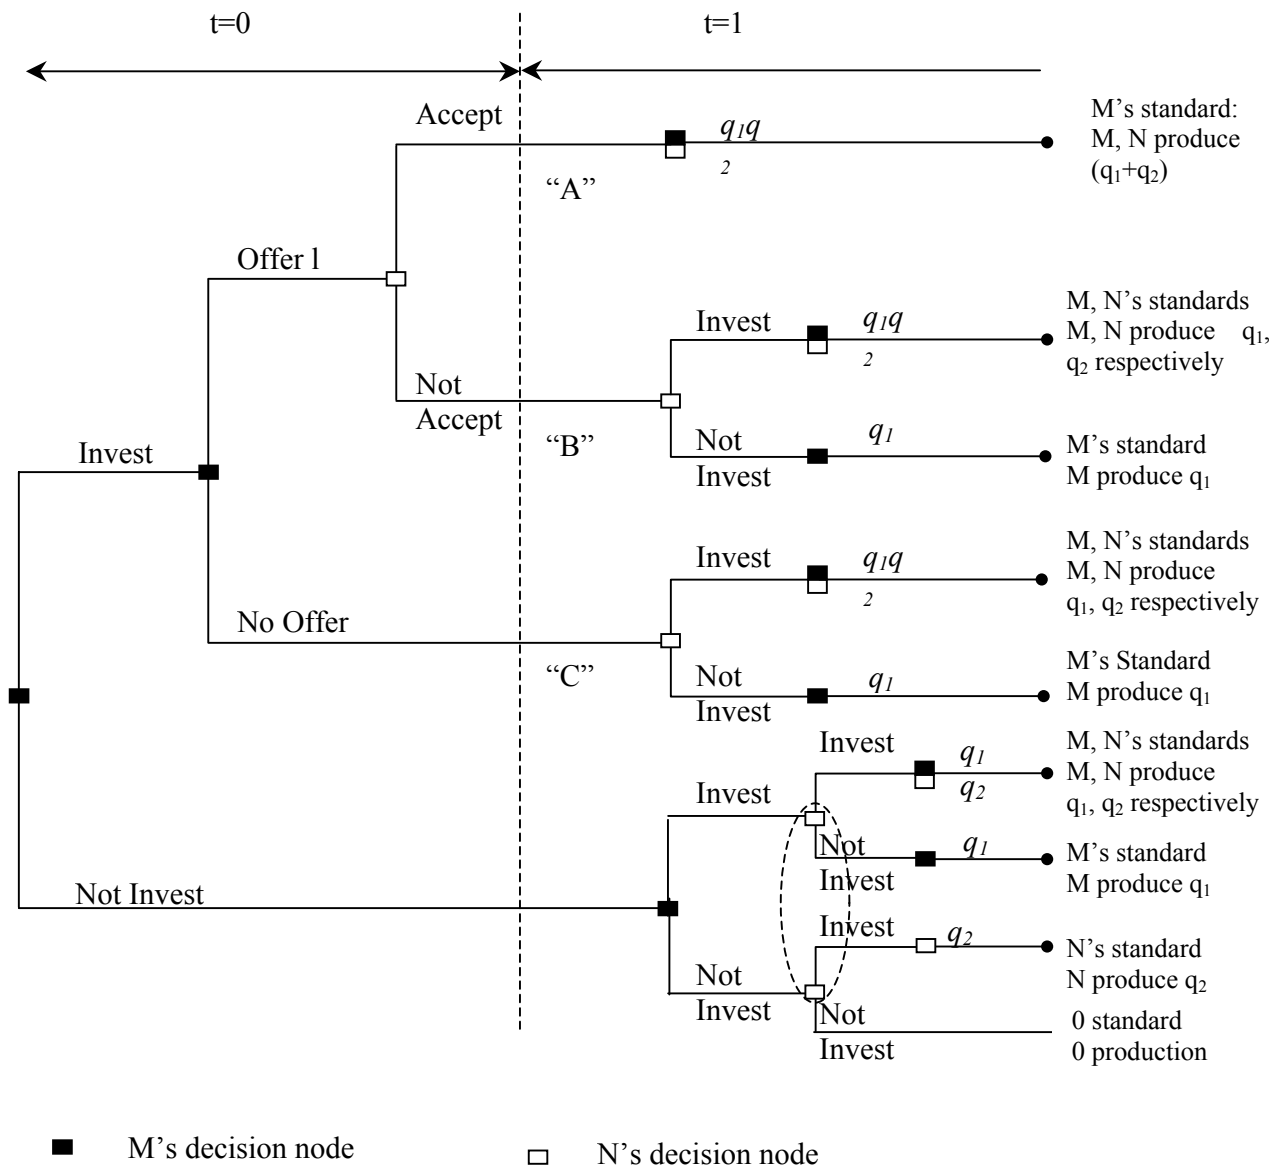 t=0
t=1
Accept
q1q
2
M's standard:
M, N produce
(q1+q2)
“A”
Offer l
Invest
q1q
2
M, N's standards
M, N produce q1,
q2 respectively
Not
Accept
“B”
Not
Invest
q1
M's standard
M produce q1
Invest
Invest
q1q
2
M, N's standards
M, N produce
q1, q2 respectively
No Offer
“C”
Not
Invest
q1
M's Standard
M produce q1
Invest
q1
q2
M, N's standards
M, N produce
q1, q2 respectively
Invest
Not
Invest
q1
M's standard
M produce q1
Not Invest
Invest
q2
N's standard
N produce q2
Not
Invest
Not
Invest
0 standard
0 production
M's decision node
N's decision node